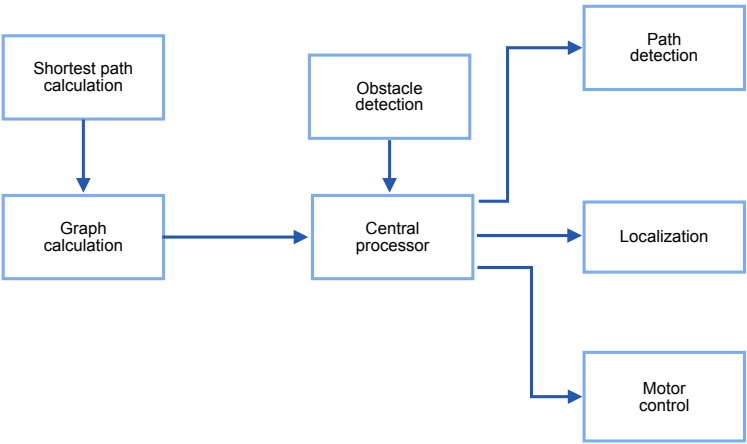 Shortest path
calculation
Obstacle
detection
Path
detection
Graph
calculation
Central
processor
Localization
Motor
control